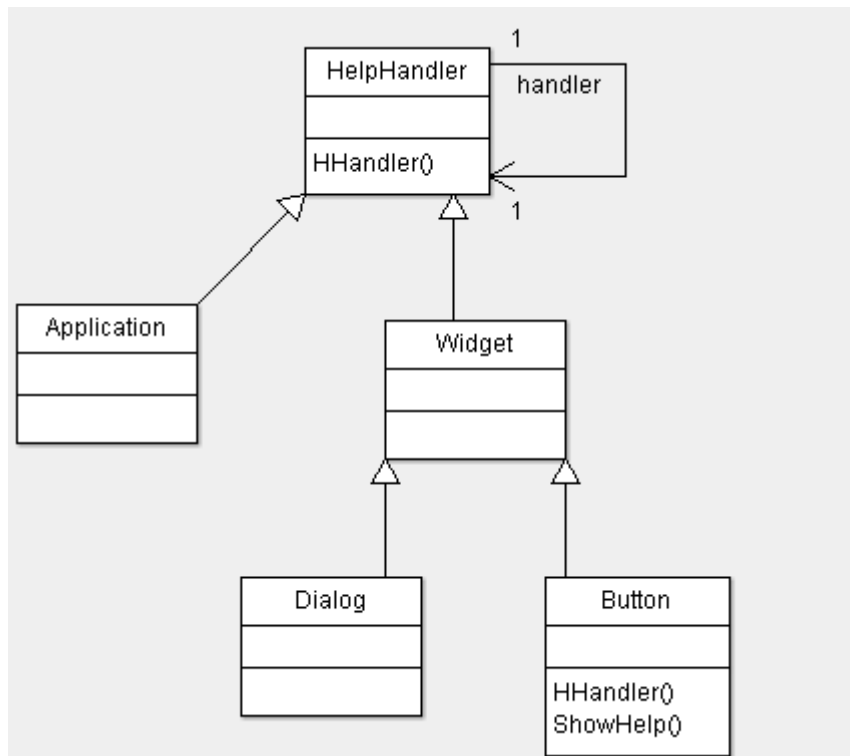 1
HelpHandler
handler
HHandler()
1
Application
Widget
Dialog
Button
HHandler()
ShowHelp()